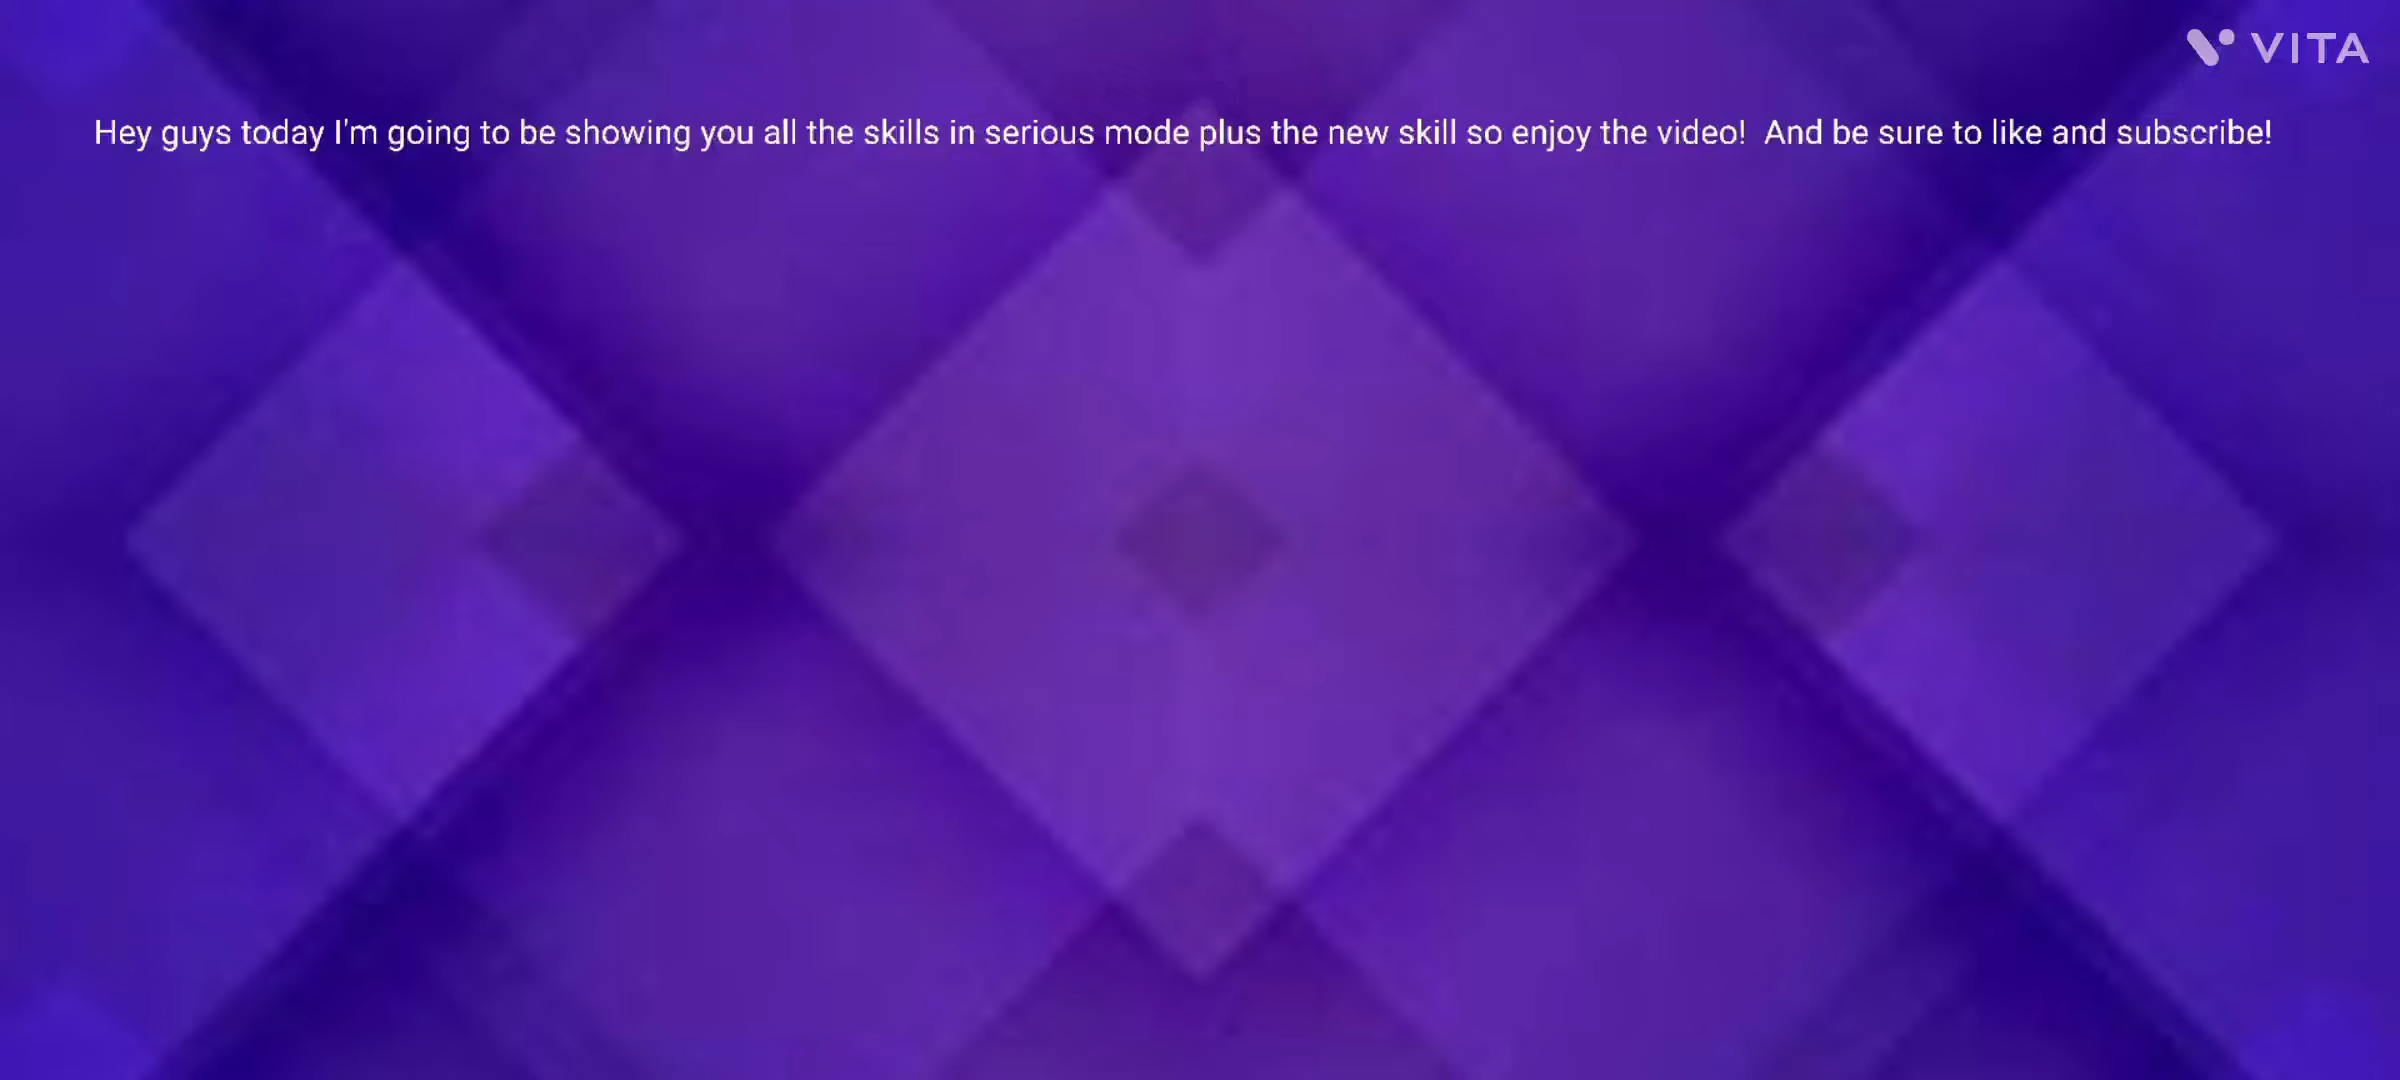 VITA
Hey guys today I'm going to be showing you all the skills in serious mode plus the new skill so enjoy the video!  And be sure to like and subscribe!